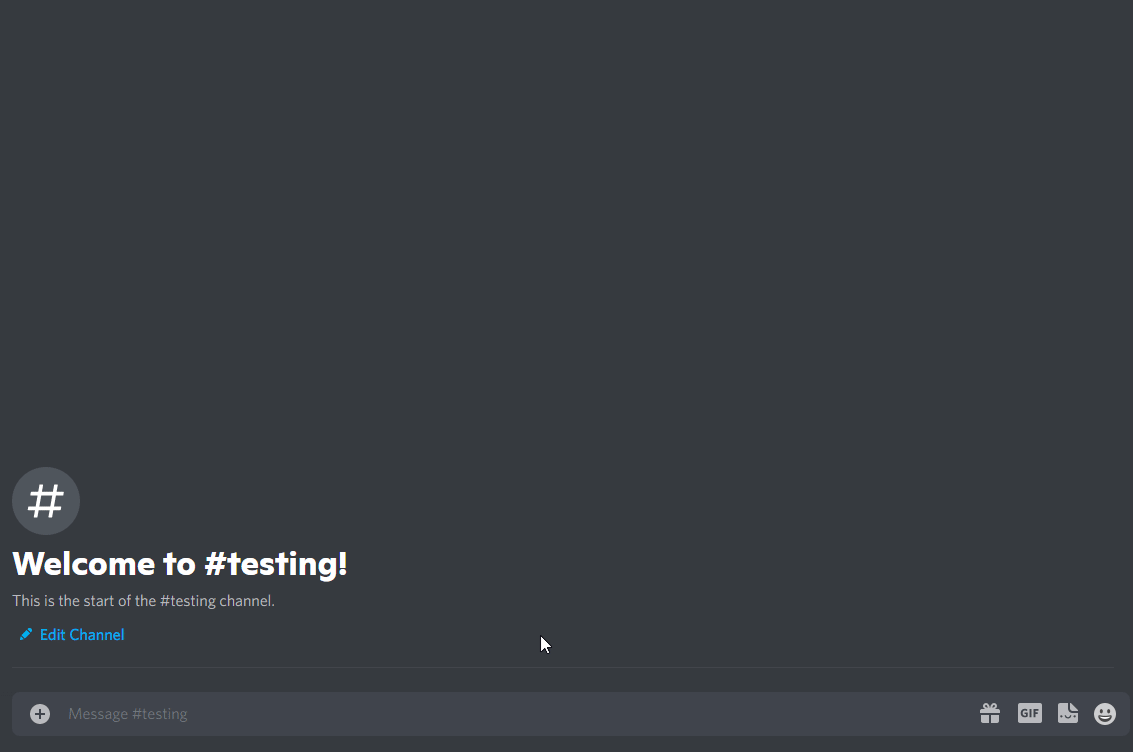 #
Welcome to #testing!
This is the start of the #testing channel.
Edit Channel
Message #testing
GIF